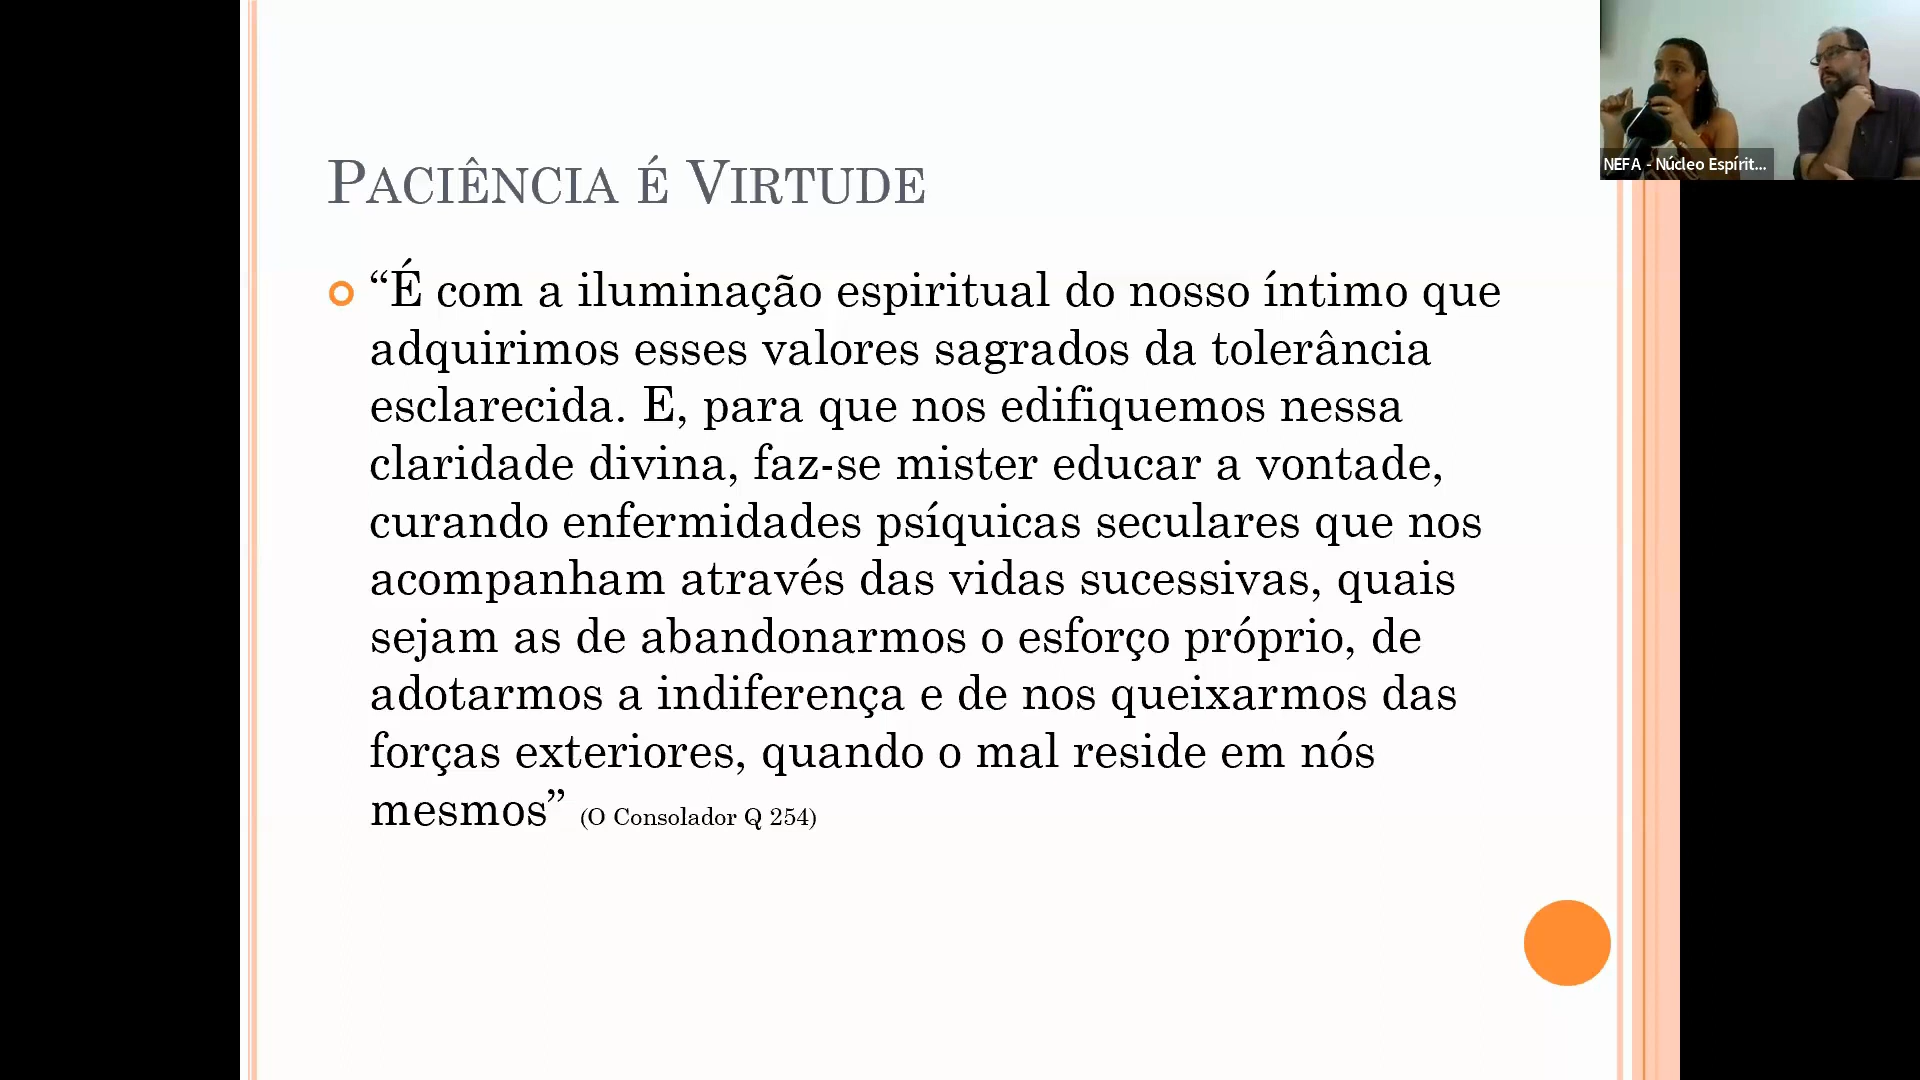 PACIÊNCIA É VIRTUDE
“É com a iluminação espiritual do nosso íntimo que
adquirimos esses valores sagrados da tolerância
esclarecida. E, para que nos edifiquemos nessa
claridade divina, faz-se mister educar a vontade,
curando enfermidades psíquicas seculares que nos
acompanham através das vidas sucessivas, quais
sejam as de abandonarmos o esforço próprio, de
adotarmos a indiferença e de nos queixarmos das
forças exteriores, quando o mal reside em nós
mesmos” (O Consolador Q 254)
NEFA - Núcleo Espírit...